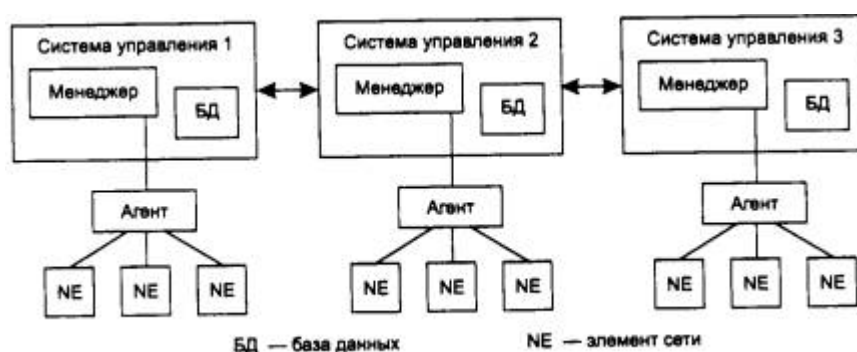 Система управления 1
Система управления 2
Система управления 3
Менеджер
Менеджер
Менеджер
БД
БД
БД
Агент
Агент
Агент
NE
NE
NE
NE
NE
NE
NE
NE
NE
БД — база данных
NE — элемент сети